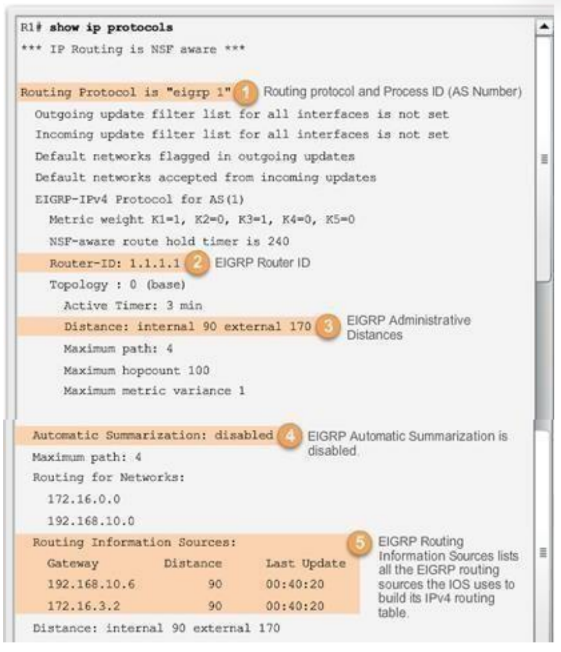 R1# show ip protocols
*** IP Routing is NSF aware ***
Routing Protocol is "eigrp 1" 1 Routing protocol and Process ID (AS Number)
Outgoing update filter list for all interfaces is not set
Incoming update filter list for all interfaces is not set
Default networks flagged in outgoing updates
Default networks accepted from incoming updates
EIGRP-IPv4 Protocol for AS(1)
Metric weight K1=1, K2=0, K3=1, K4=0, K5=0
NSF-aware route hold timer is 240
Router-ID: 1.1.1.1 2 EIGRP Router ID
Topology : 0 (base)
Active Timer: 3 min
Distance: internal 90 external 170 3 EIGRP Administrative
Distances
Maximum path: 4
Maximum hopcount 100
Maximum metric variance 1
Automatic Summarization: disabled 4 EIGRP Automatic Summarization is
disabled.
Maximum path: 4
Routing for Networks:
172.16.0.0
192.168.10.0
Routing Information Sources:
Gateway Distance Last Update
192.168.10.6 90 00:40:20
172.16.3.2 90 00:40:20
5 EIGRP Routing
Information Sources lists
all the EIGRP routing
sources the IOS uses to
build its IPv4 routing
table.
Distance: internal 90 external 170